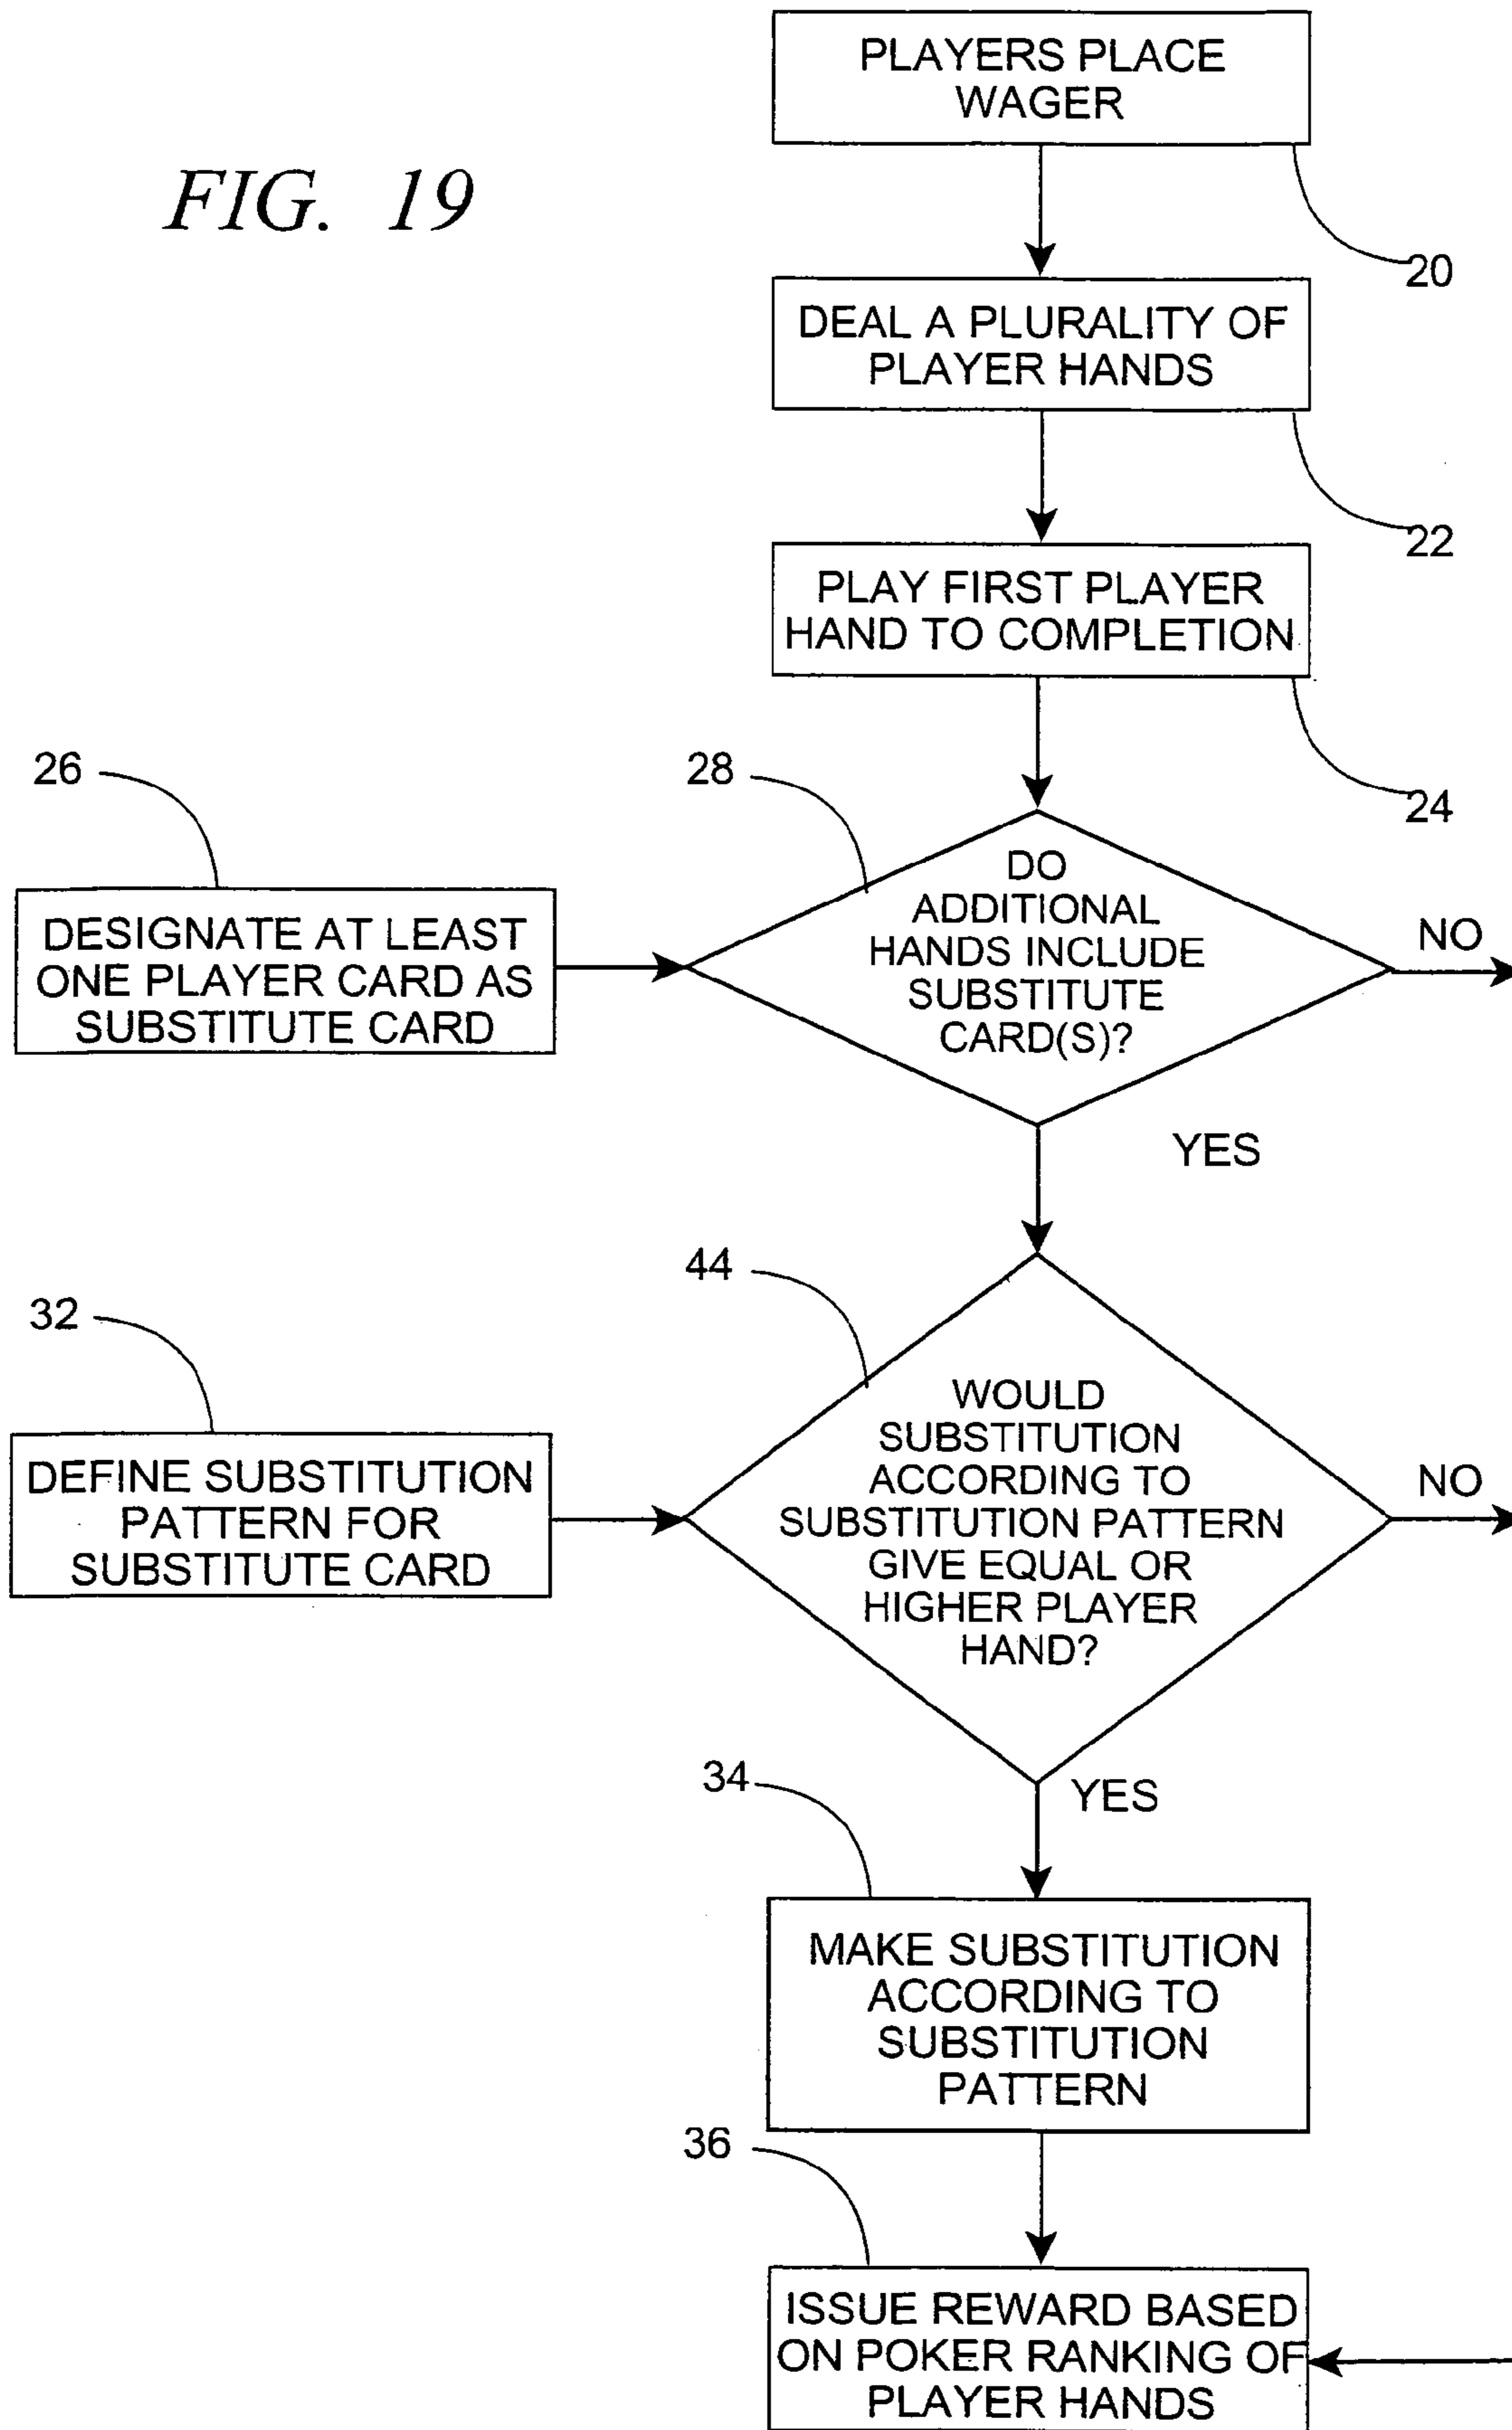 FIG. 19
PLAYERS PLACE
WAGER
20
DEAL A PLURALITY OF
PLAYER HANDS
22
PLAY FIRST PLAYER
HAND TO COMPLETION
24
26
28
DESIGNATE AT LEAST
ONE PLAYER CARD AS
SUBSTITUTE CARD
DO
ADDITIONAL
HANDS INCLUDE
SUBSTITUTE
CARD(S)?
NO
YES
32
44
DEFINE SUBSTITUTION
PATTERN FOR
SUBSTITUTE CARD
WOULD
SUBSTITUTION
ACCORDING TO
SUBSTITUTION PATTERN
GIVE EQUAL OR
HIGHER PLAYER
HAND?
NO
YES
34
MAKE SUBSTITUTION
ACCORDING TO
SUBSTITUTION
PATTERN
36
ISSUE REWARD BASED
ON POKER RANKING OF
PLAYER HANDS